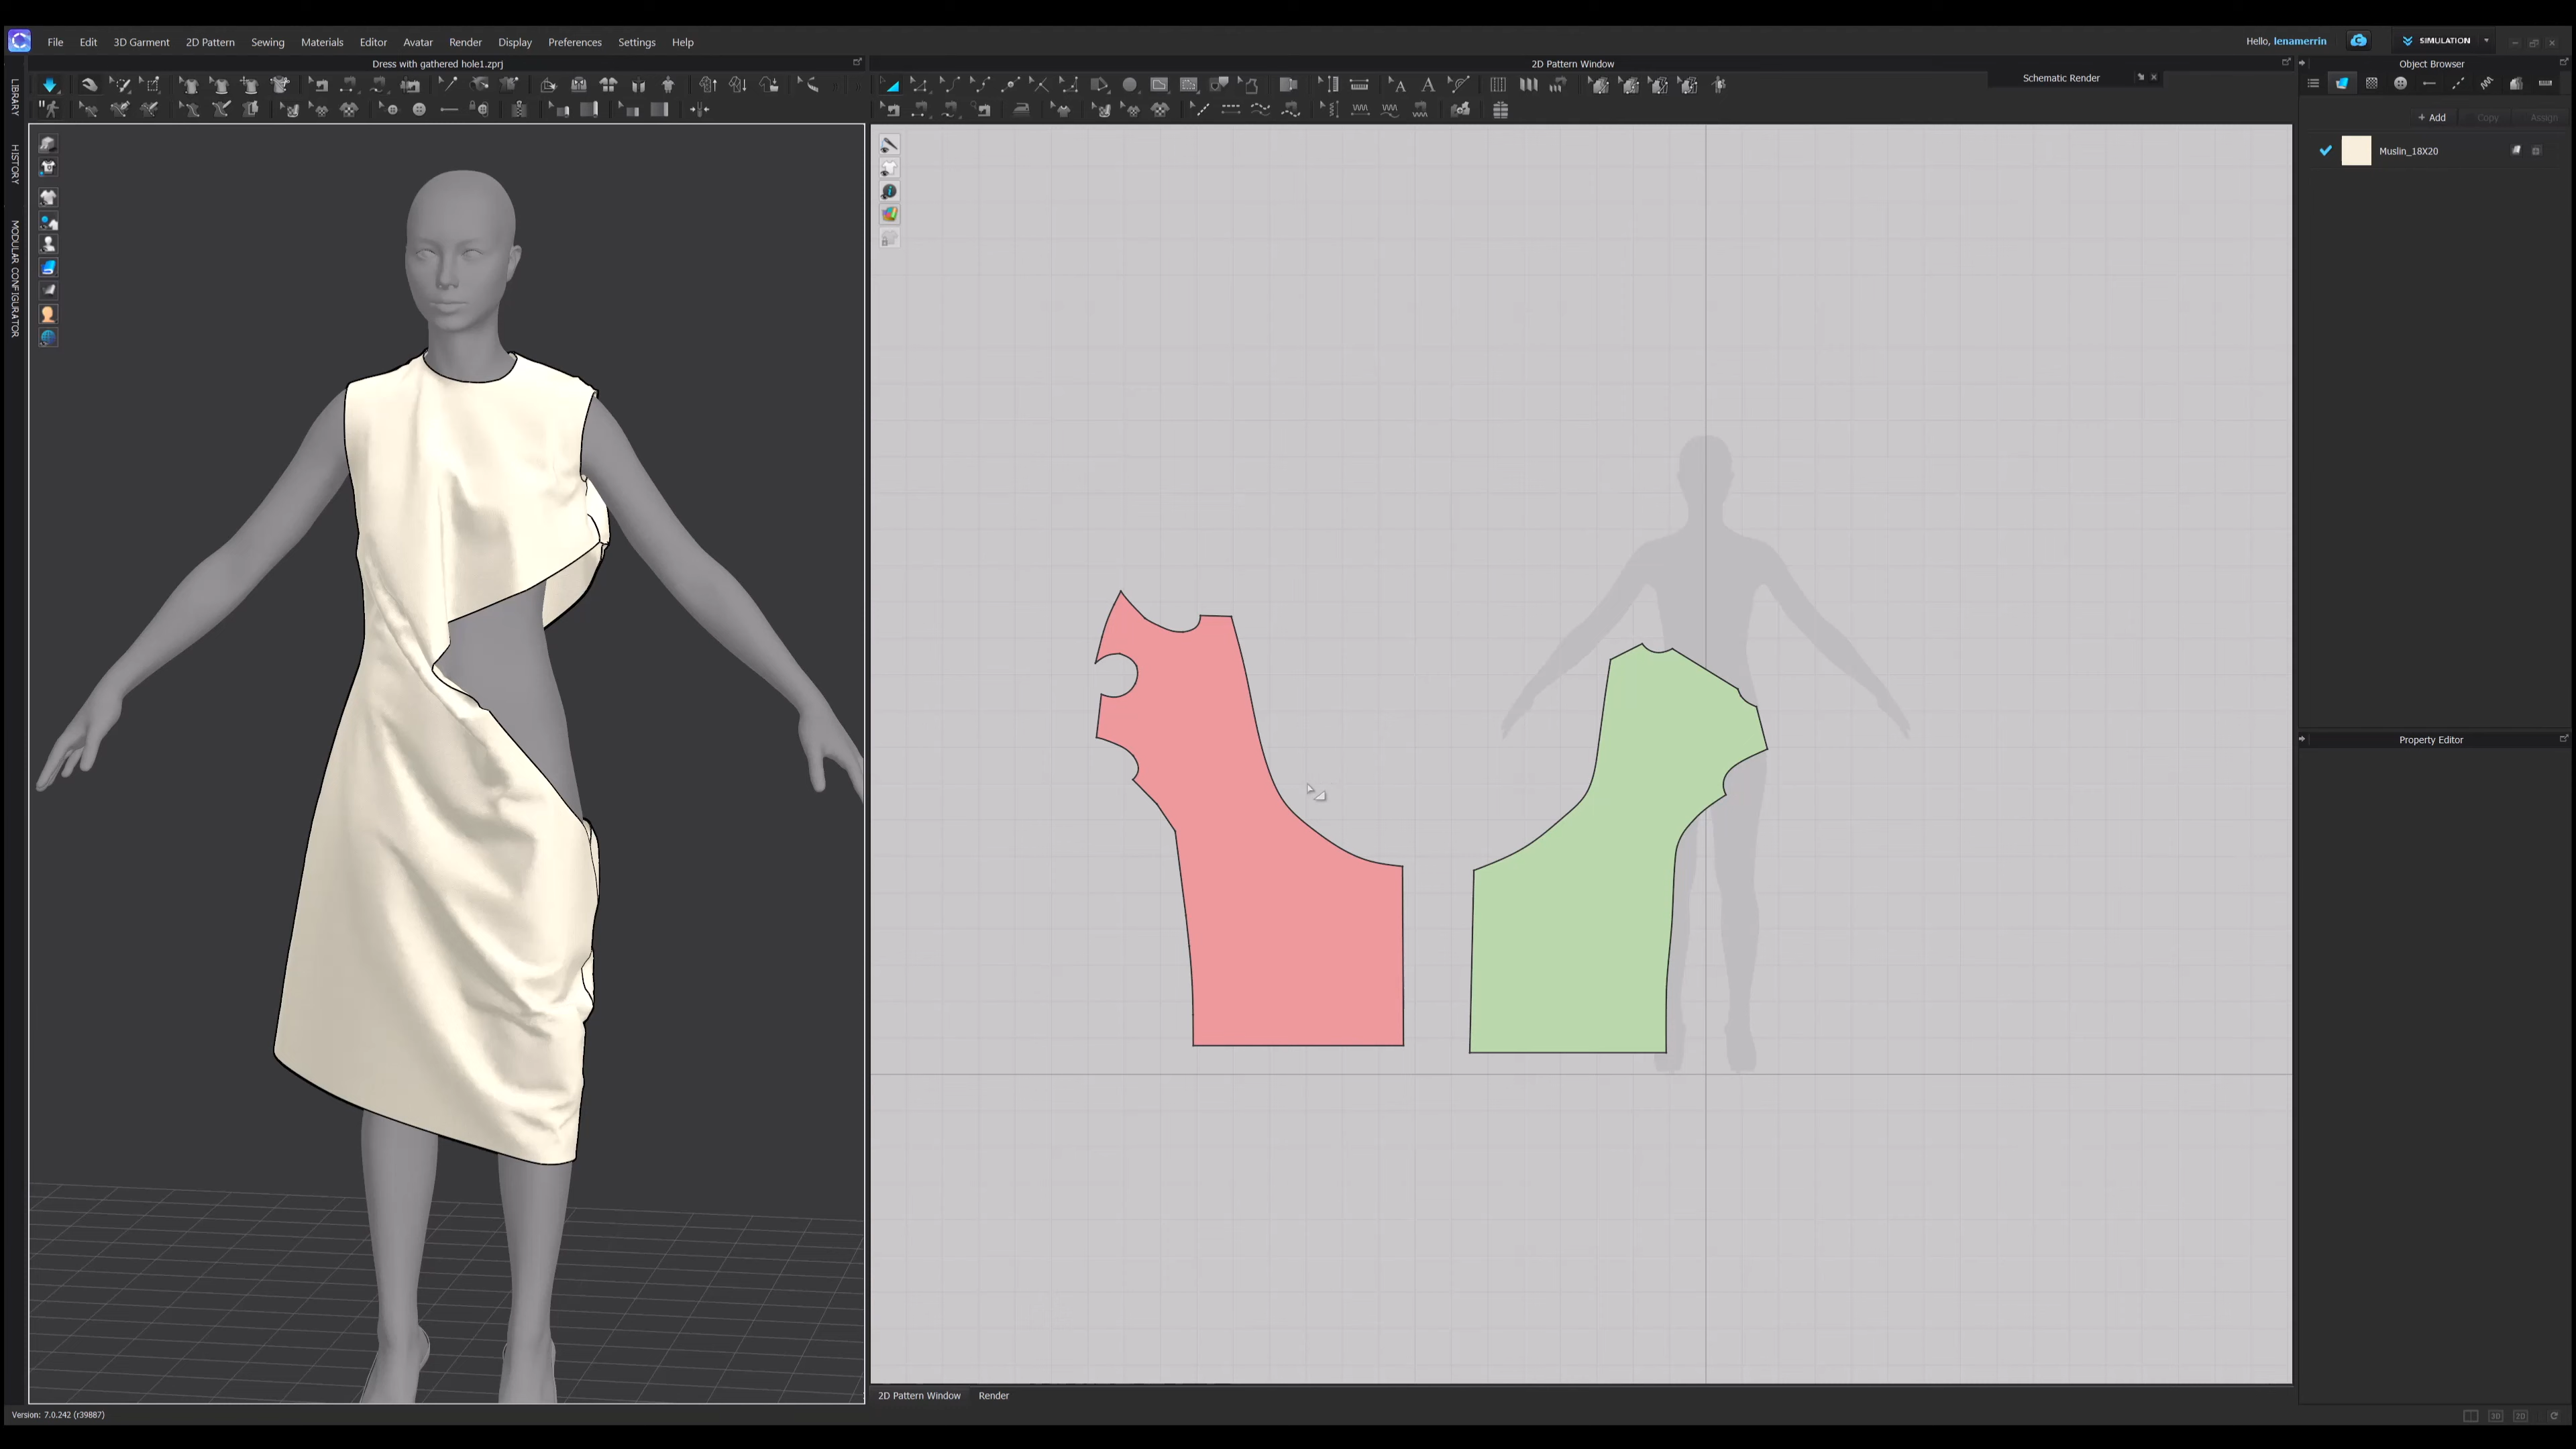 File Edit 3D Garment 2D Pattern Sewing Materials Editor Avatar Render Display Preferences Settings Help
Hello, lenamerrin
SIMULATION
Dress with gathered hole1.zprj
2D Pattern Window
Object Browser
Schematic Render
LIBRARY
HISTORY
MODULAR CONFIGURATOR
+ Add Copy Assign
Muslin_18X20
Property Editor
2D Pattern Window Render
Version: 7.0.242 (r39887)
3D 2D